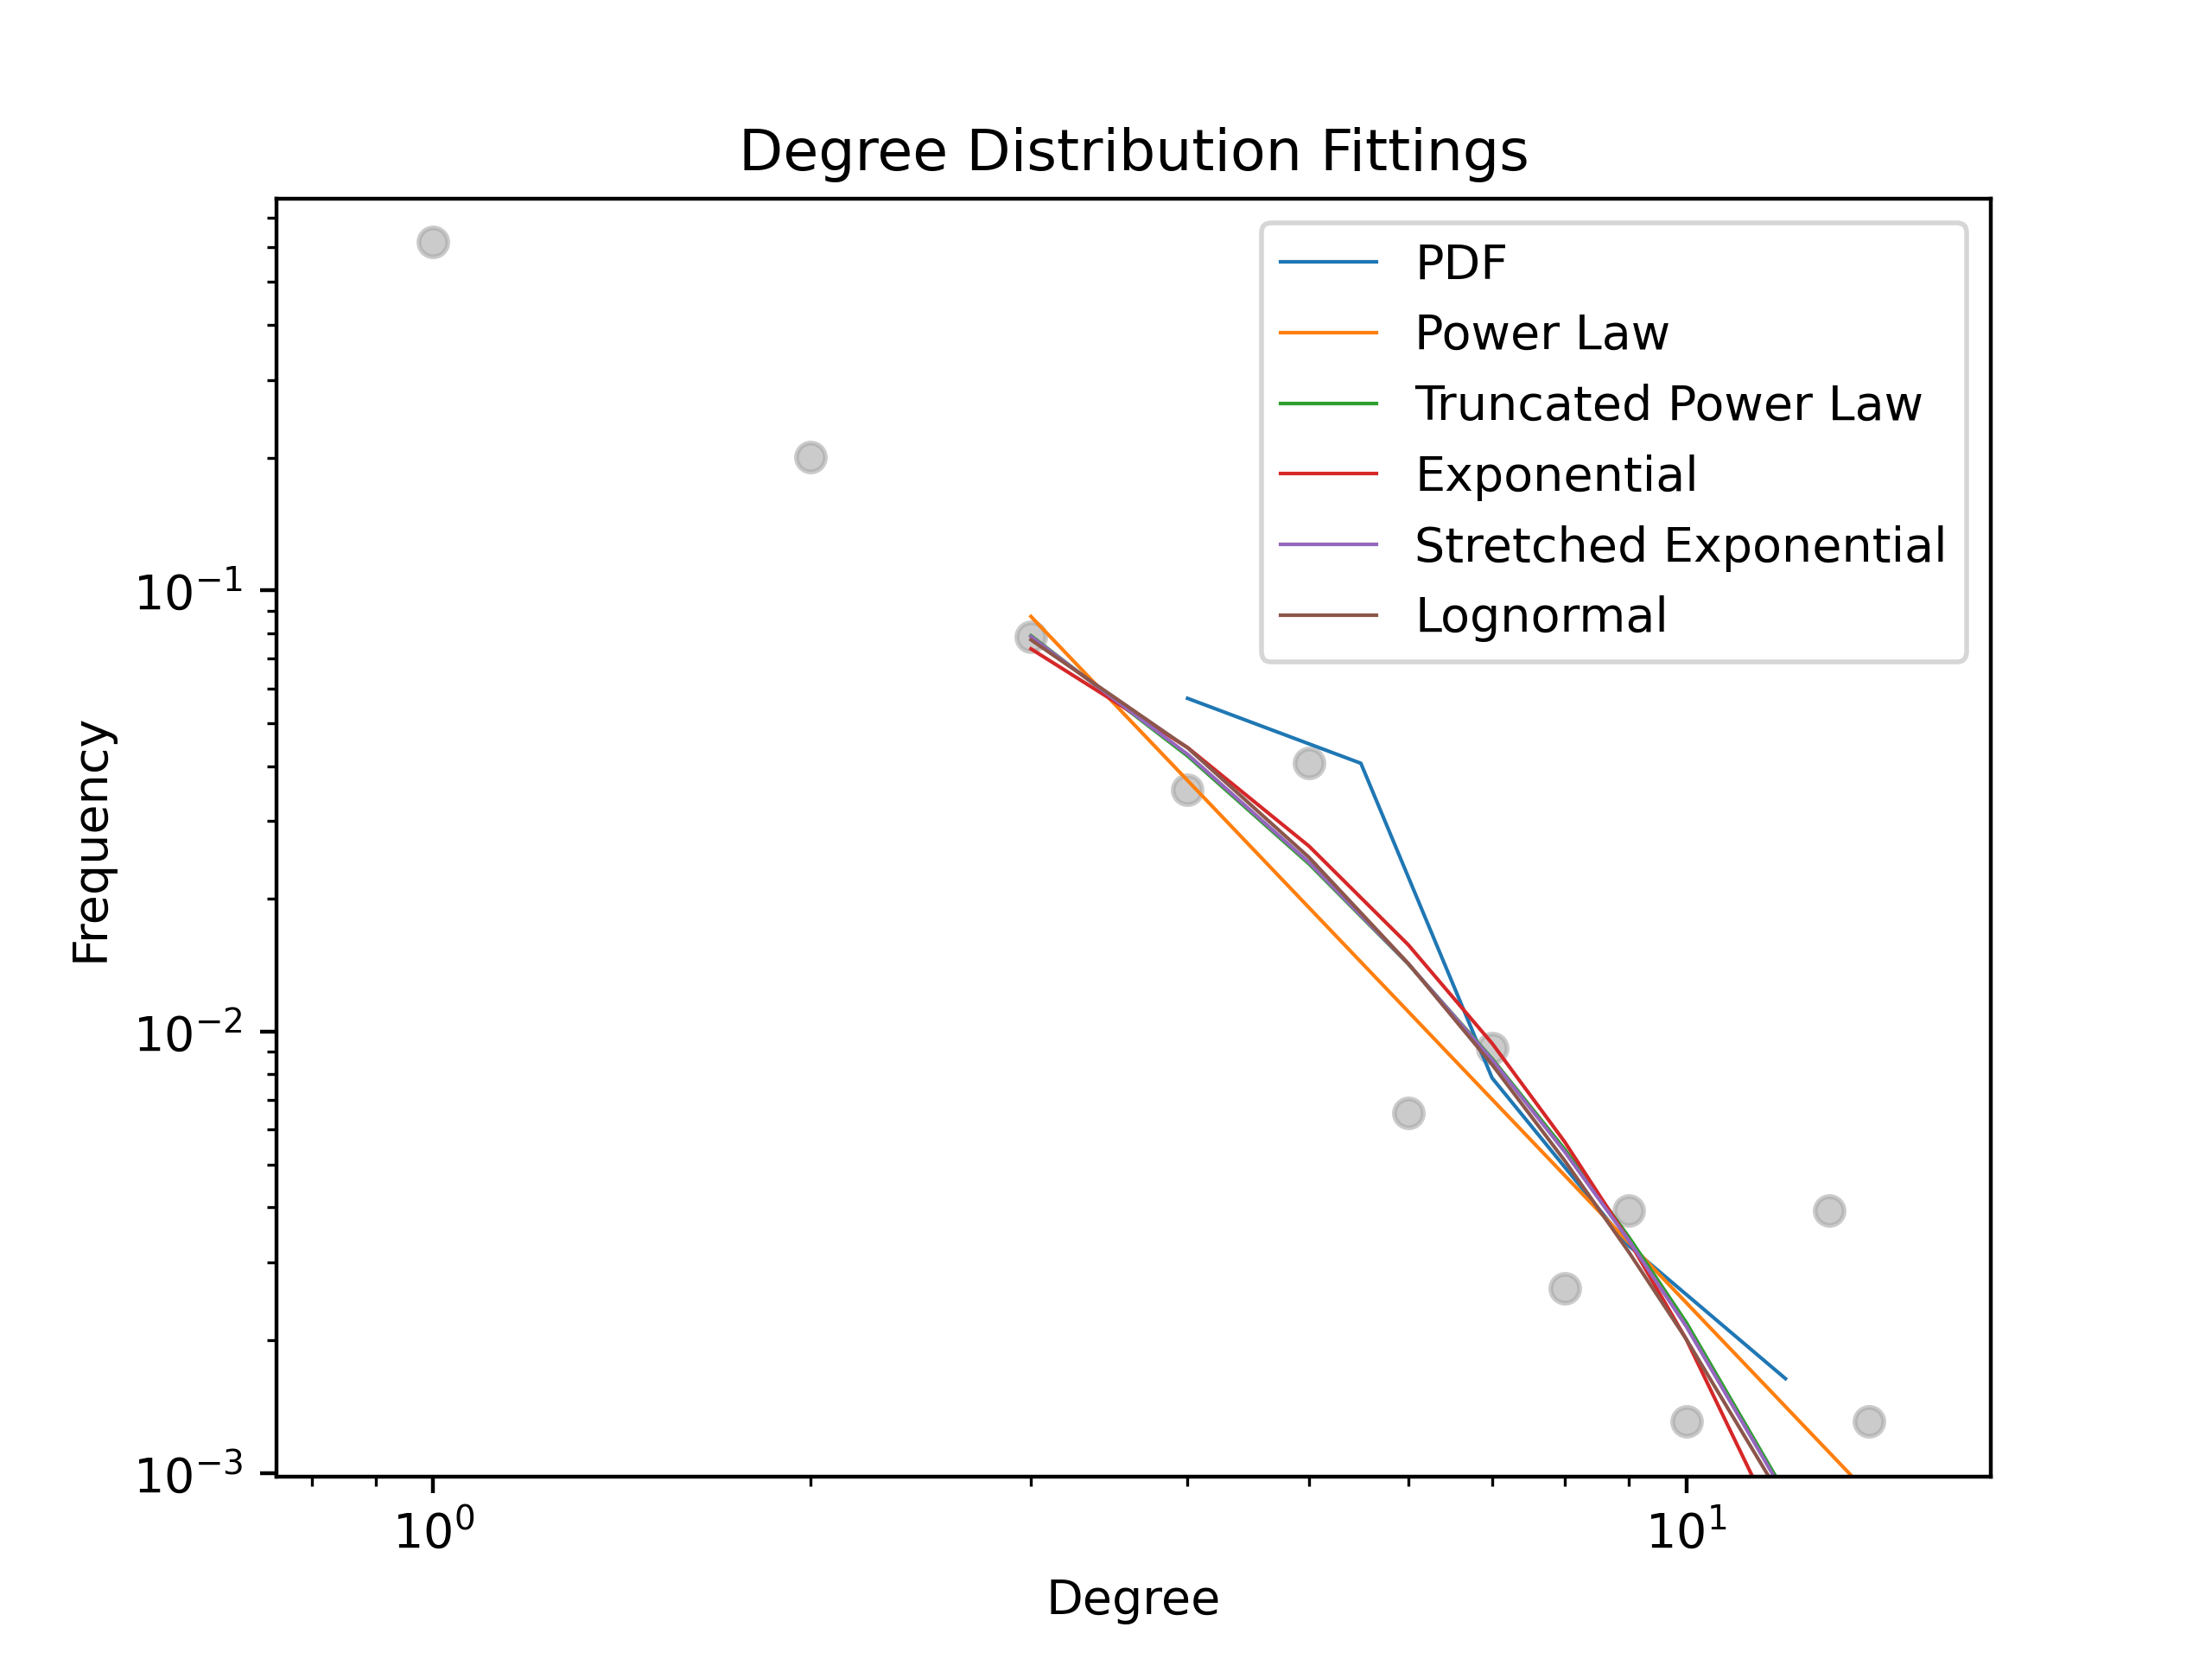 Degree Distribution Fittings
PDF
Power Law
Truncated Power Law
Exponential
Stretched Exponential
Lognormal
Frequency
10⁻¹
10⁻²
10⁻³
10⁰ 10¹
Degree